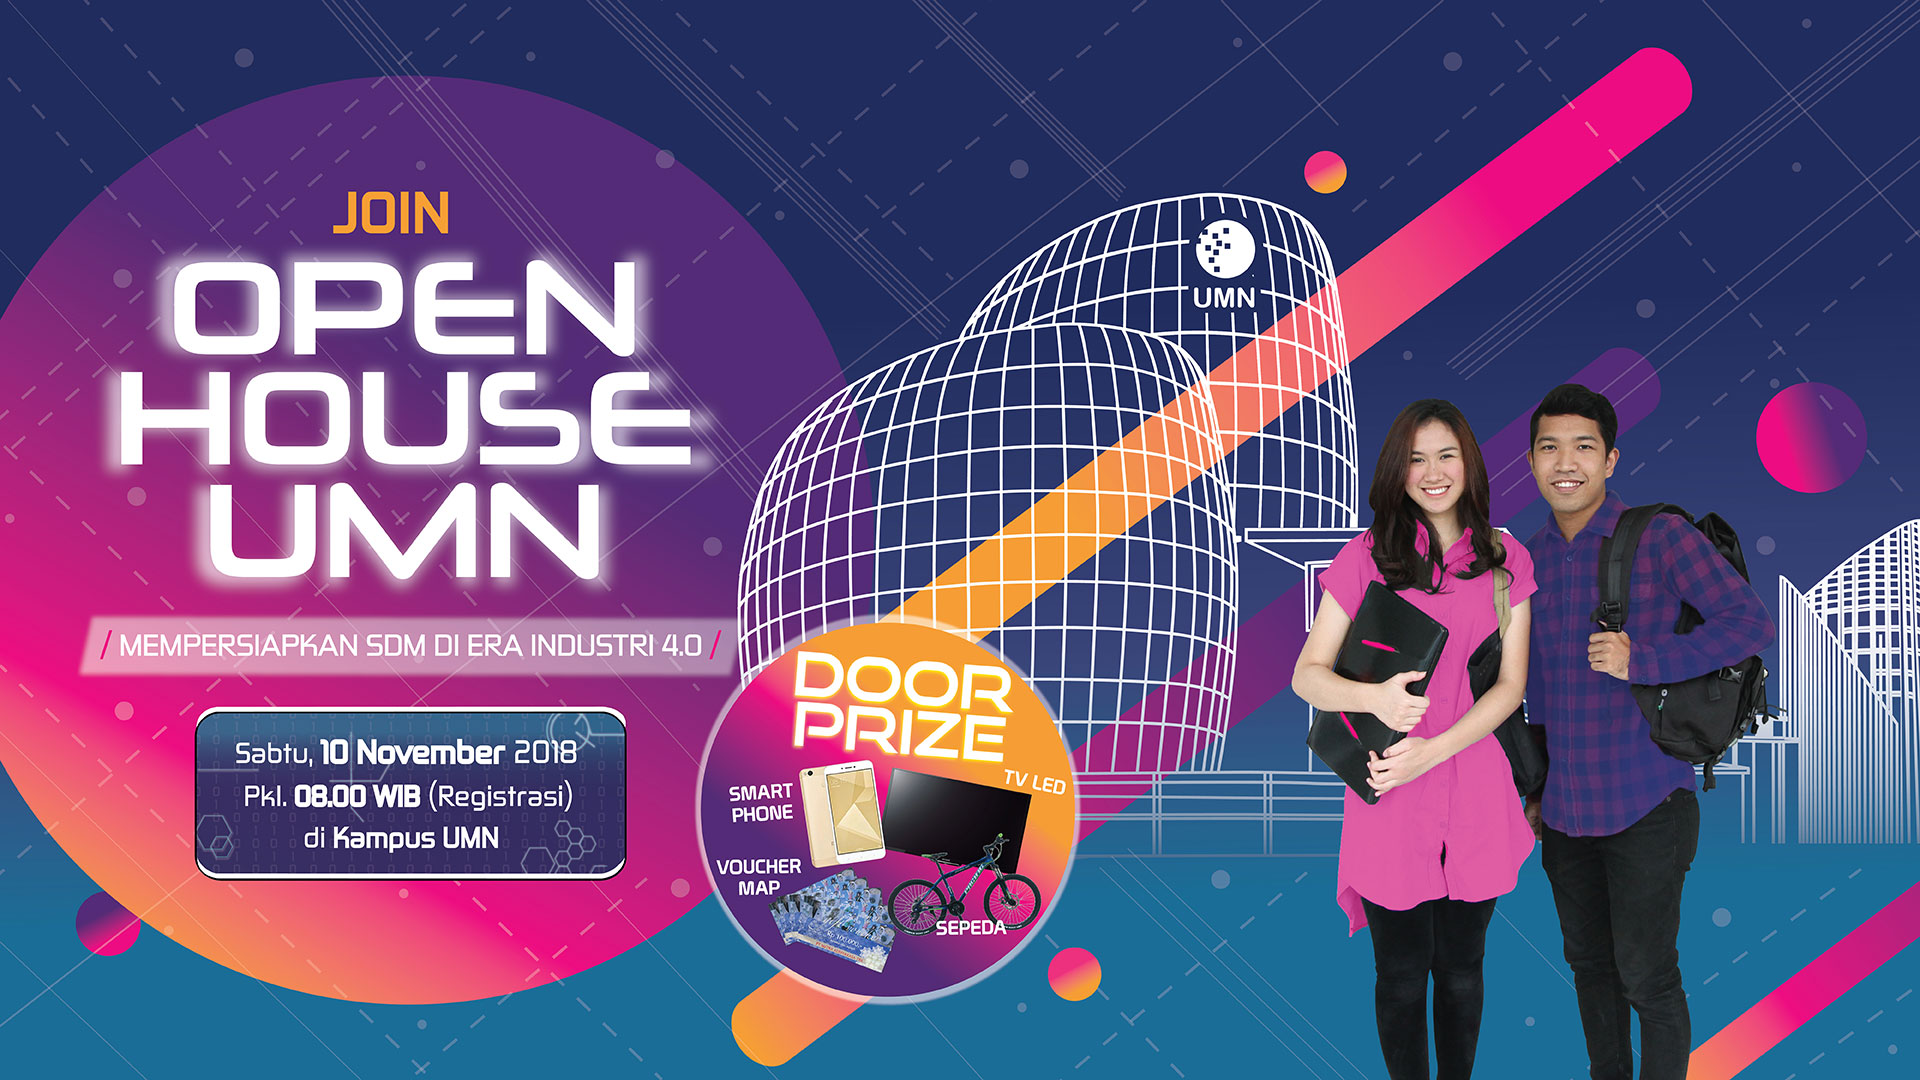 JOIN
OPEN
HOUSE
UMN
/ MEMPERSIAPKAN SDM DI ERA INDUSTRI 4.0 /
Sabtu, 10 November 2018
Pkl. 08.00 WIB (Registrasi)
di Kampus UMN
UMN
DOOR
PRIZE
TV LED
SMART
PHONE
VOUCHER
MAP
SEPEDA